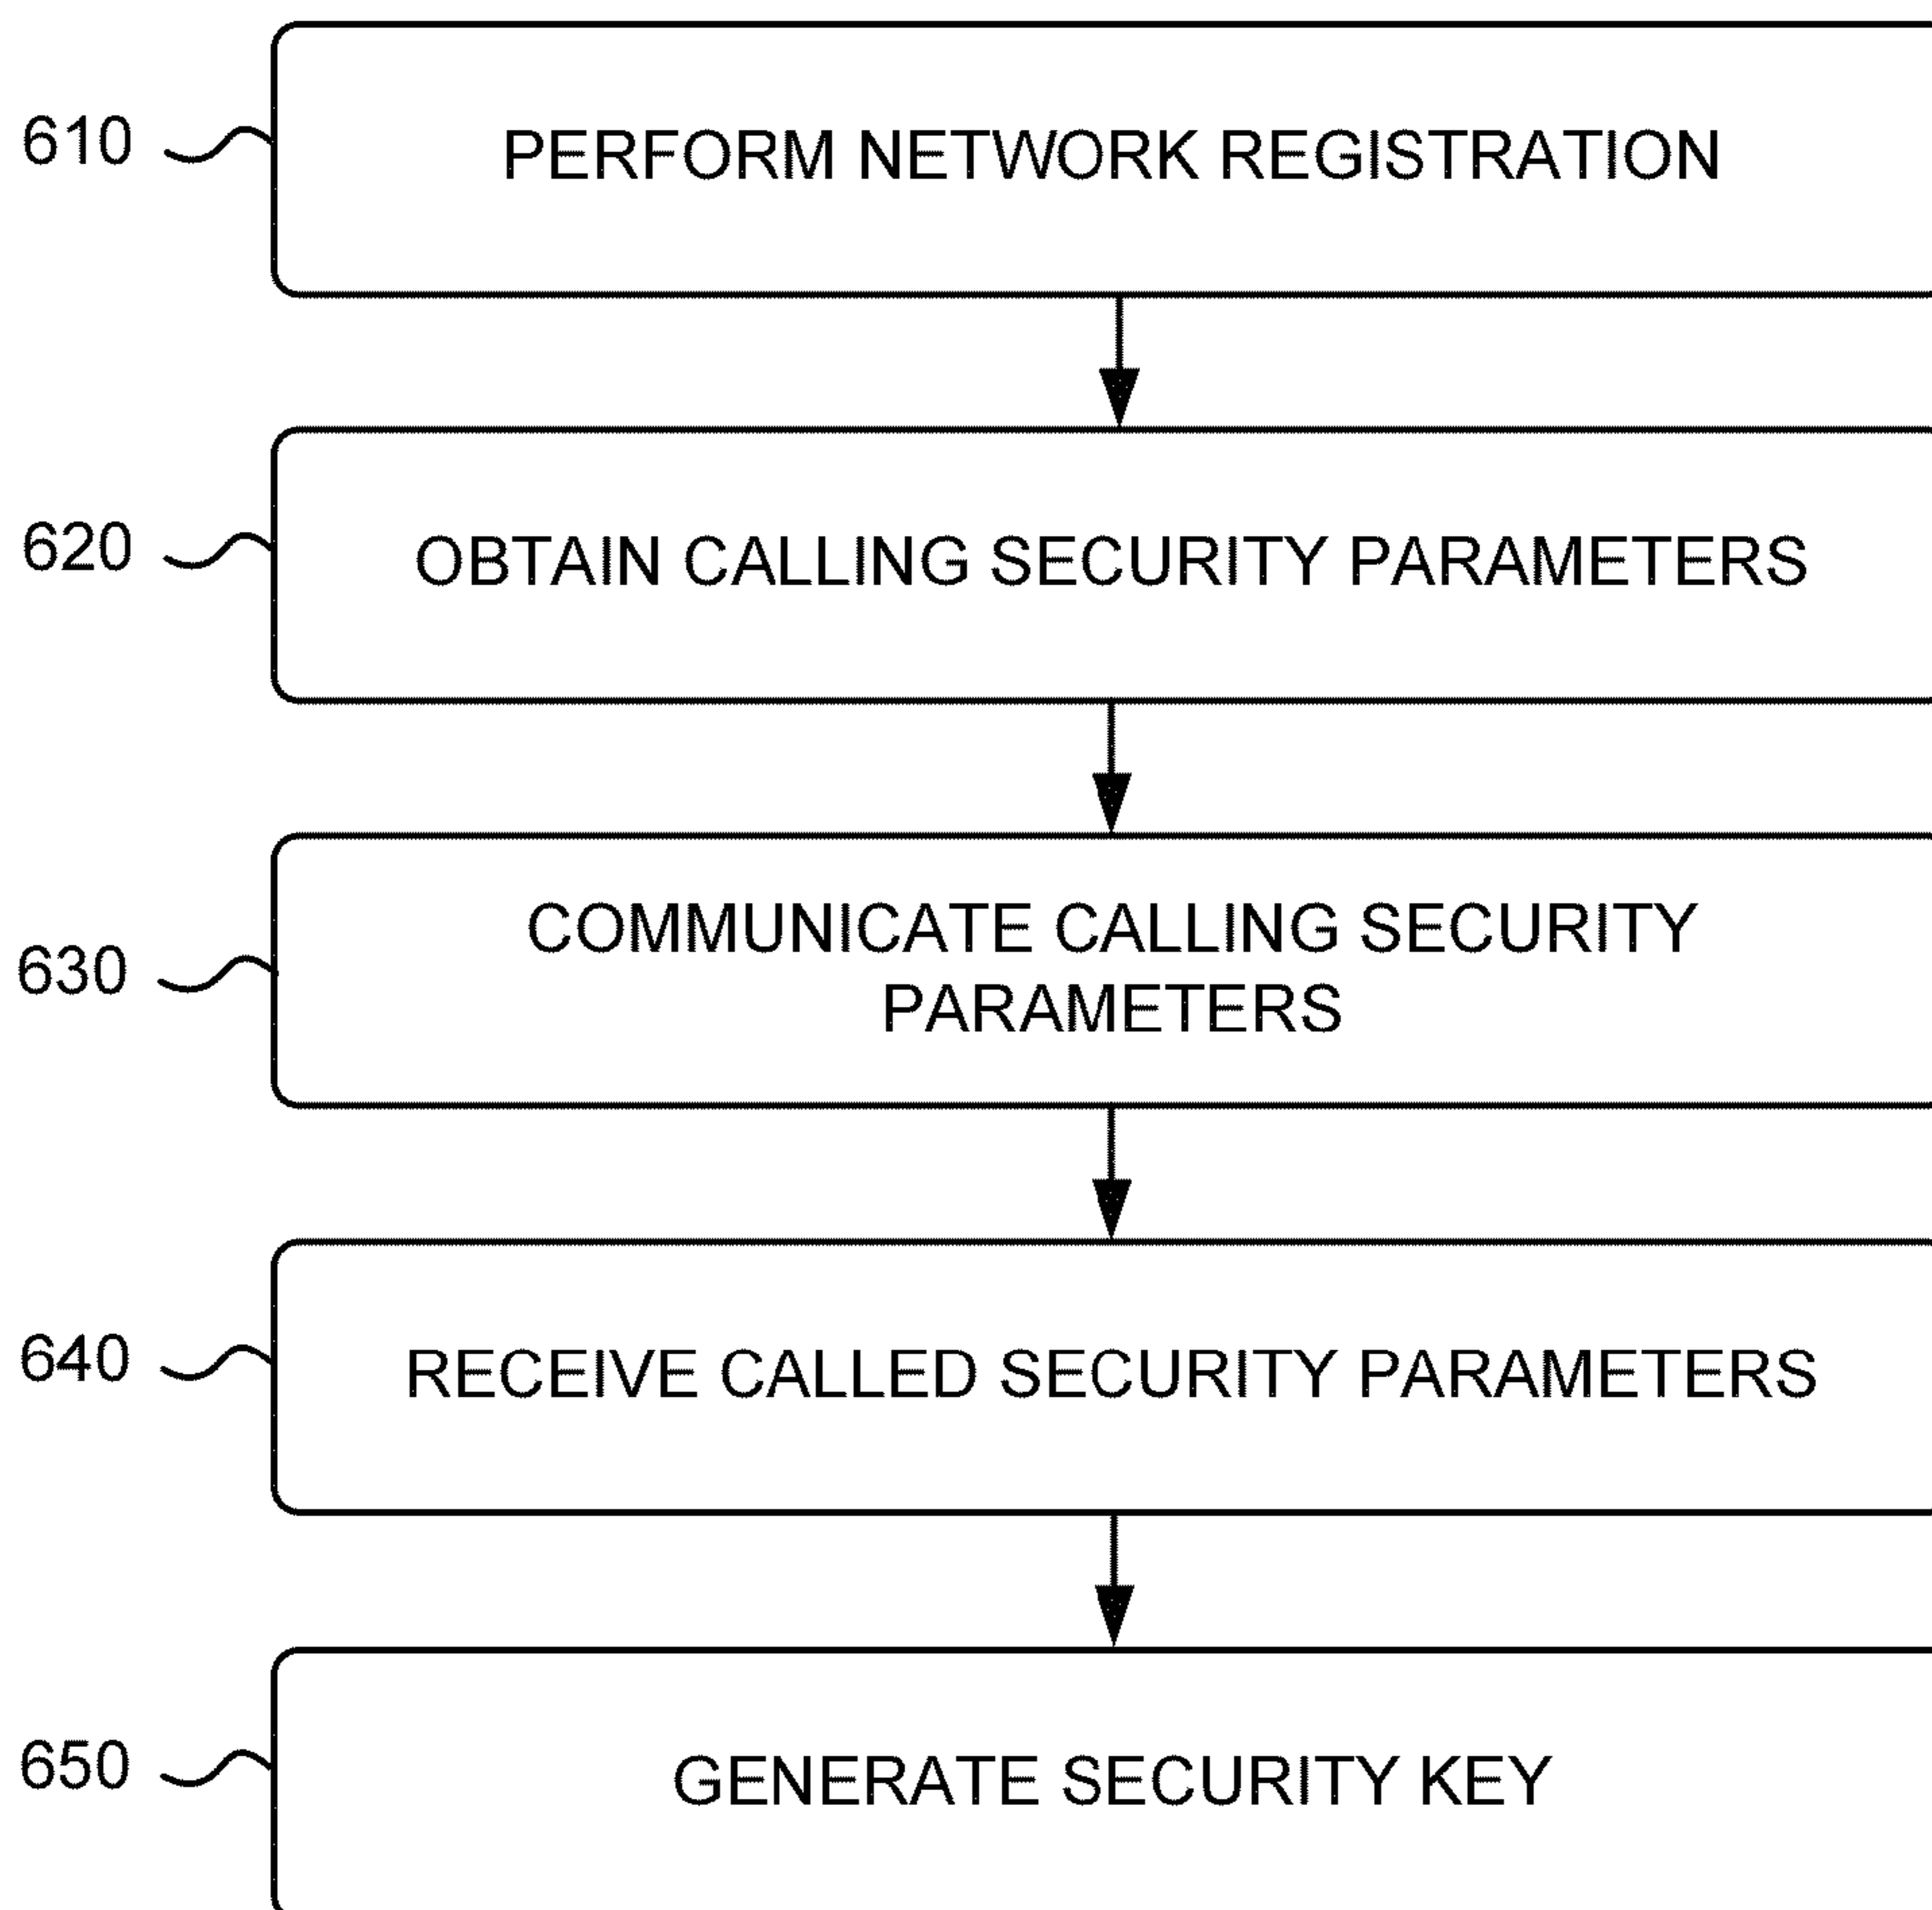 610
PERFORM NETWORK REGISTRATION
620
OBTAIN CALLING SECURITY PARAMETERS
630
COMMUNICATE CALLING SECURITY
PARAMETERS
640
RECEIVE CALLED SECURITY PARAMETERS
650
GENERATE SECURITY KEY